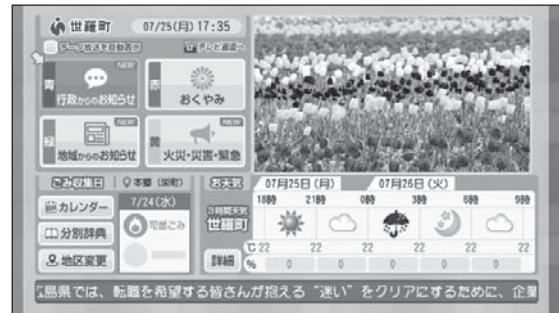 世羅町 07/25(月) 17:35
データ放送を自動表示 テレビ画面へ
青 NEW 行政からのお知らせ
赤 おくやみ
緑 NEW 地域からのお知らせ
黄 NEW 火災・災害・緊急
ごみ収集日 本郷（栄町）
カレンダー
分別辞典
地区変更
7/24(水)
可燃ごみ
お天気 07月25日（月） 07月26日（火）
3時間天気 世羅町
18時 21時 0時 3時 6時 9時
℃ 22 22 22 22 22 22
詳細 % 0 0 0 0 0
広島県では、転職を希望する皆さんが抱える“迷い”をクリアにするために、企業